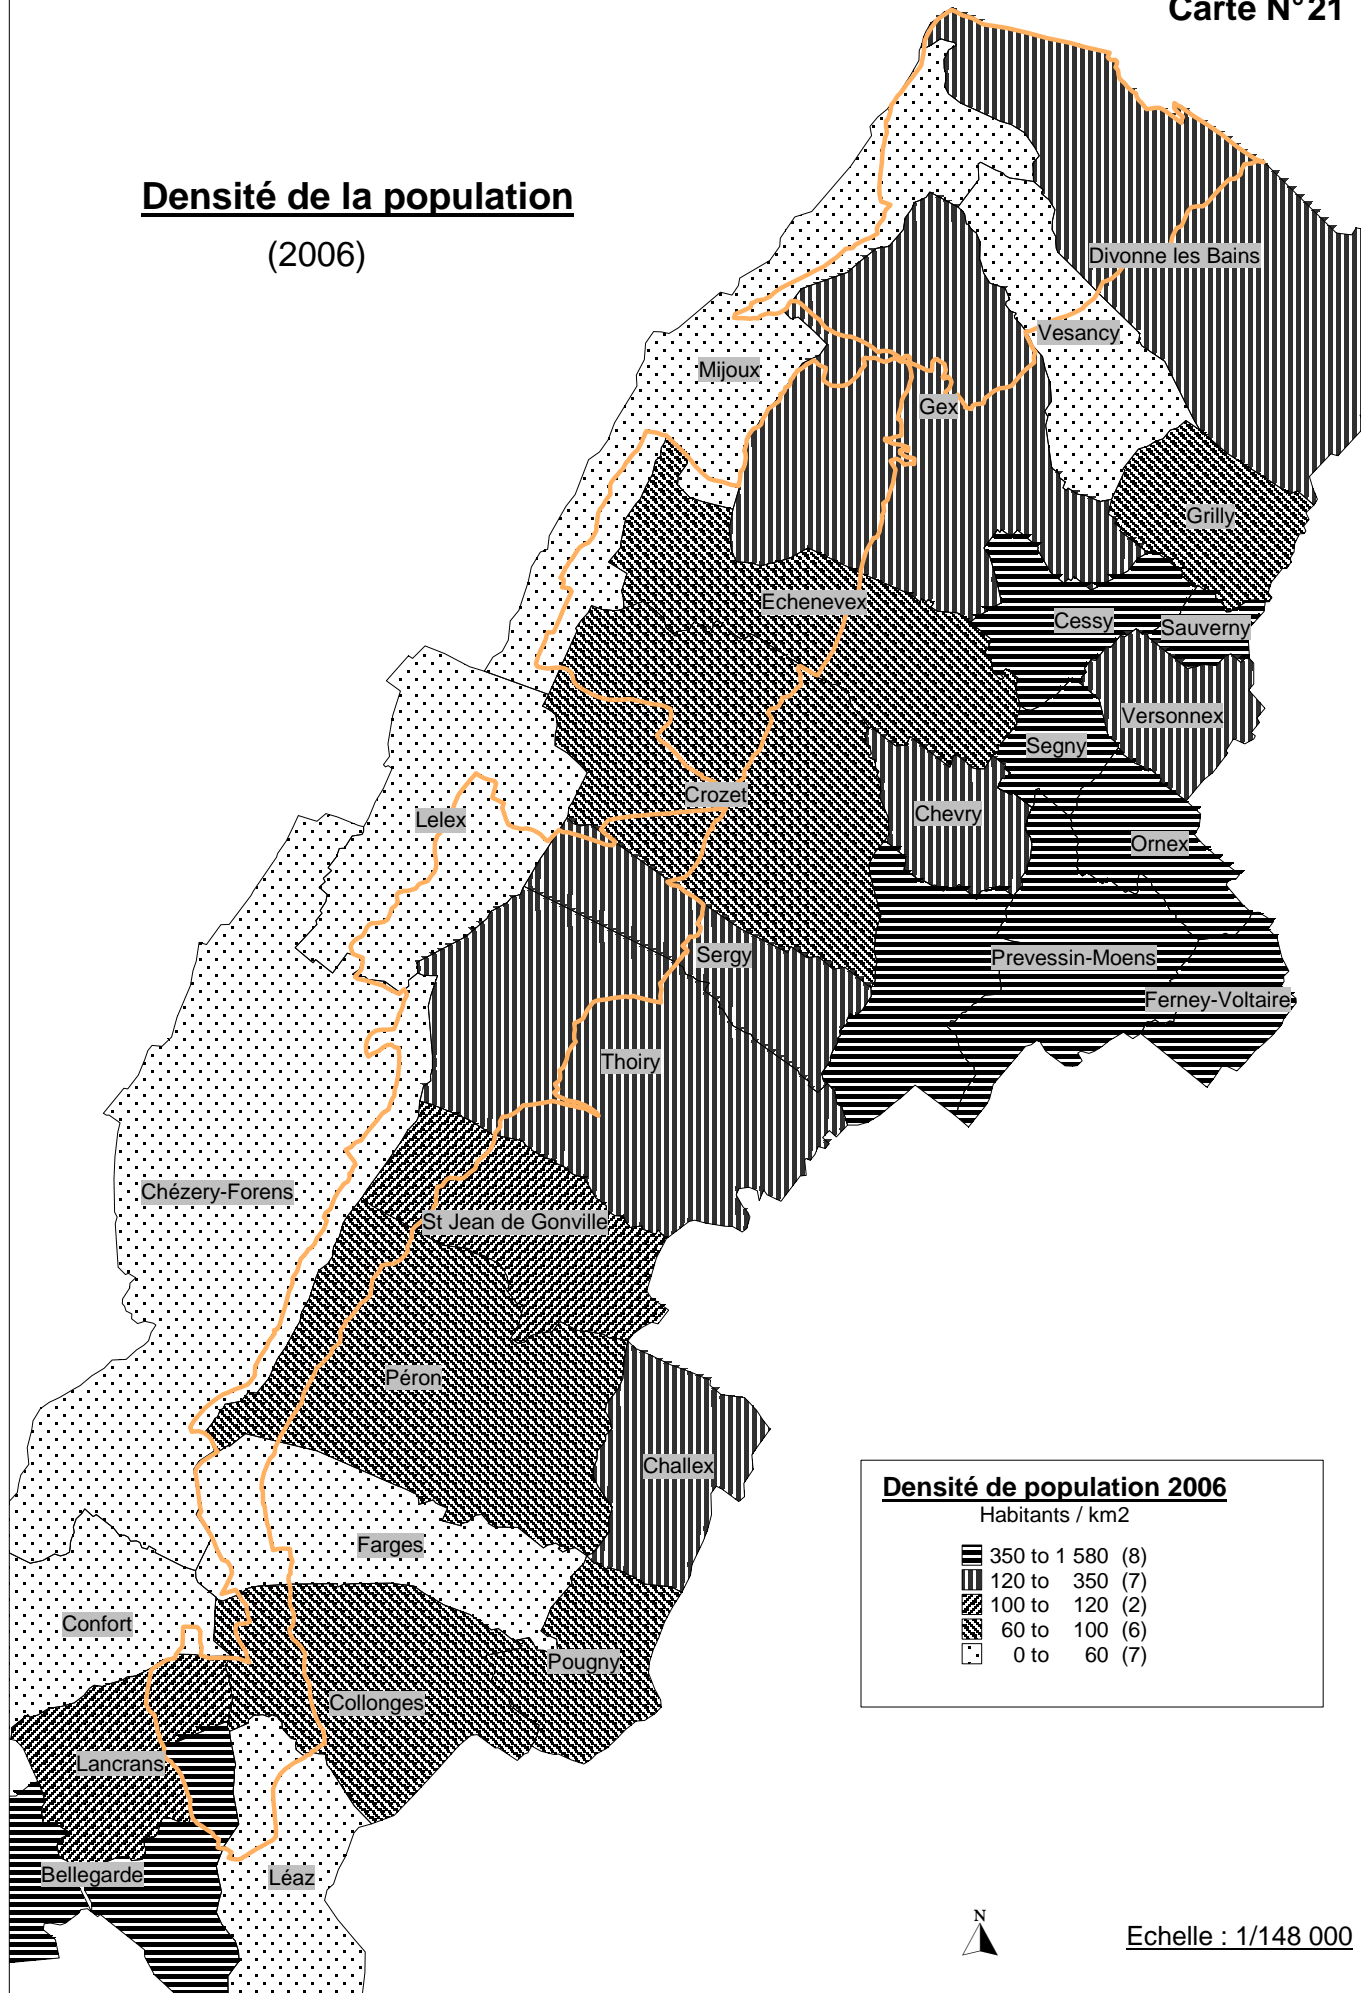 Carte N°21
Densité de la population
(2006)
Divonne les Bains
Vesancy
Mijoux
Gex
Grilly
Echenevex
Cessy
Sauverny
Versonnex
Segny
Crozet
Chevry
Lelex
Ornex
Sergy
Prevessin-Moens
Ferney-Voltaire
Thoiry
Chézery-Forens
St Jean de Gonville
Péron
Challex
Farges
Confort
Pougny
Collonges
Lancrans
Bellegarde
Léaz
Densité de population 2006
Habitants / km2
350 to 1 580 (8)
120 to 350 (7)
100 to 120 (2)
60 to 100 (6)
0 to 60 (7)
N
Echelle : 1/148 000